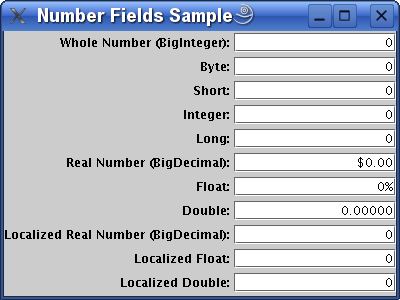 Number Fields Sample
Whole Number (BigInteger): 0
Byte: 0
Short: 0
Integer: 0
Long: 0
Real Number (BigDecimal): $0.00
Float: 0%
Double: 0.00000
Localized Real Number (BigDecimal): 0
Localized Float: 0
Localized Double: 0